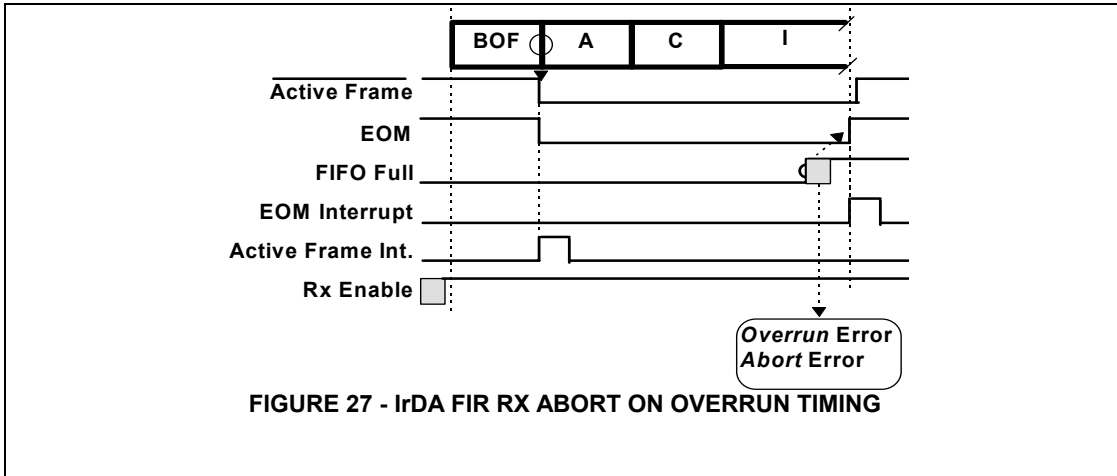 BOF A C I
Active Frame
EOM
FIFO Full
EOM Interrupt
Active Frame Int.
Rx Enable
Overrun Error
Abort Error
FIGURE 27 - IrDA FIR RX ABORT ON OVERRUN TIMING